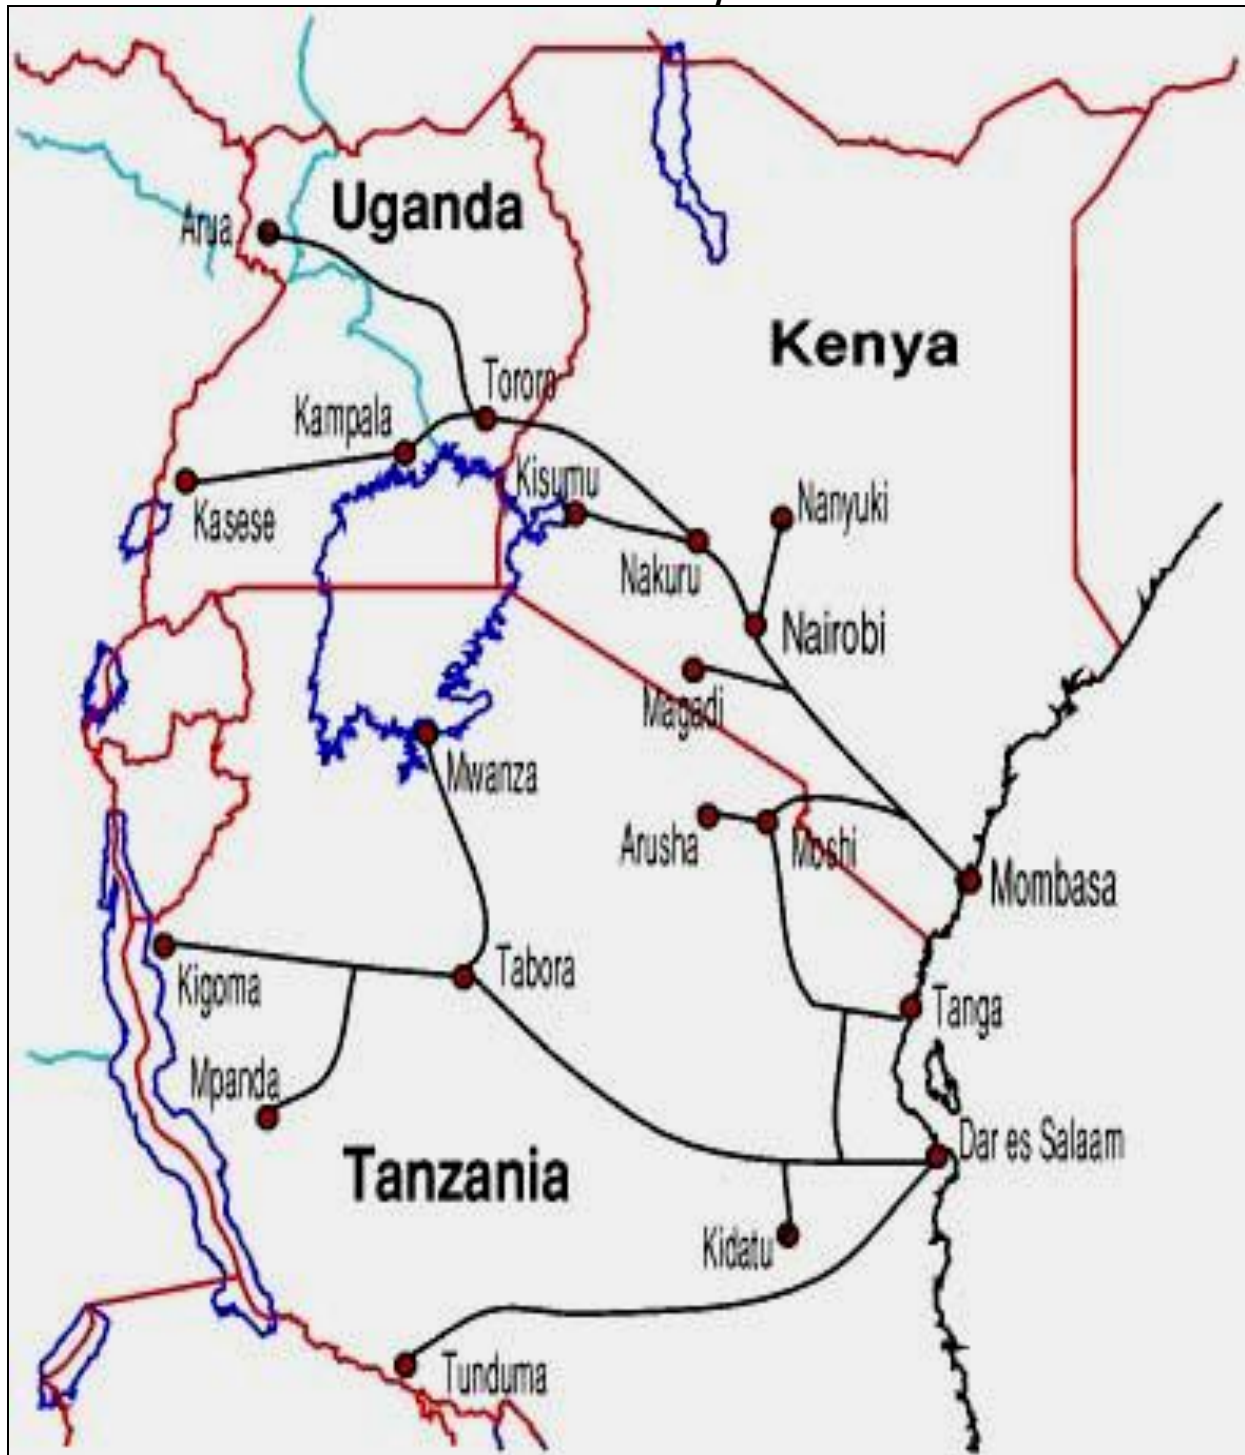 Uganda
Arua
Kenya
Tororo
Kampala
Kisumu
Nanyuki
Kasese
Nakuru
Nairobi
Magadi
Mwanza
Arusha
Moshi
Mombasa
Tabora
Kigoma
Tanga
Mpanda
Dar es Salaam
Tanzania
Kidatu
Tunduma